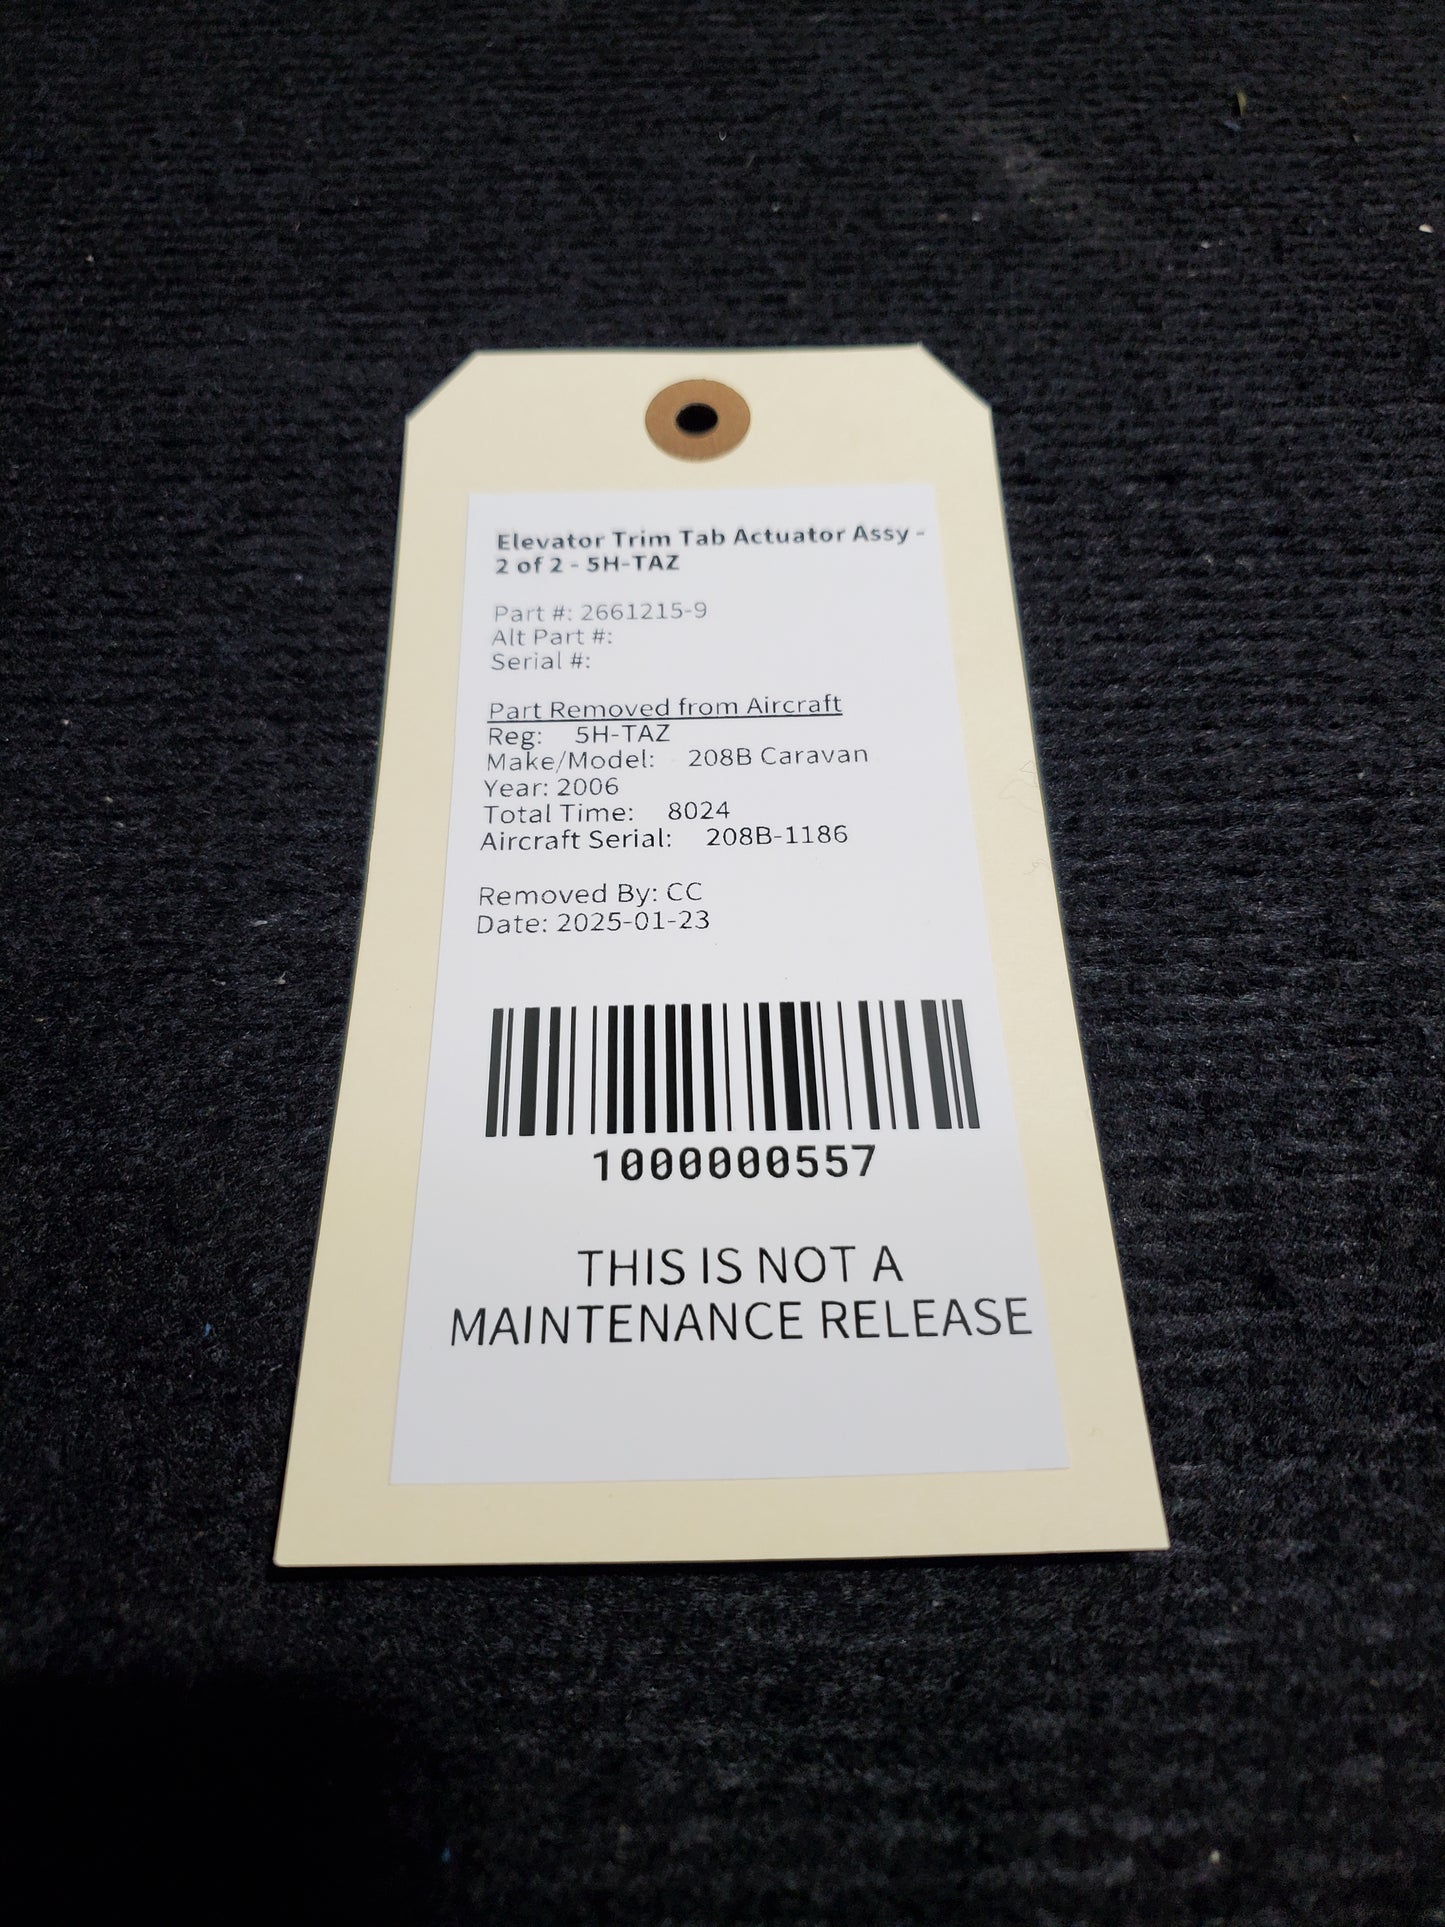 Elevator Trim Tab Actuator Assy -
2 of 2 - 5H-TAZ
Part #: 2661215-9
Alt Part #:
Serial #:
Part Removed from Aircraft
Reg: 5H-TAZ
Make/Model: 208B Caravan
Year: 2006
Total Time: 8024
Aircraft Serial: 208B-1186
Removed By: CC
Date: 2025-01-23
1000000557
THIS IS NOT A
MAINTENANCE RELEASE